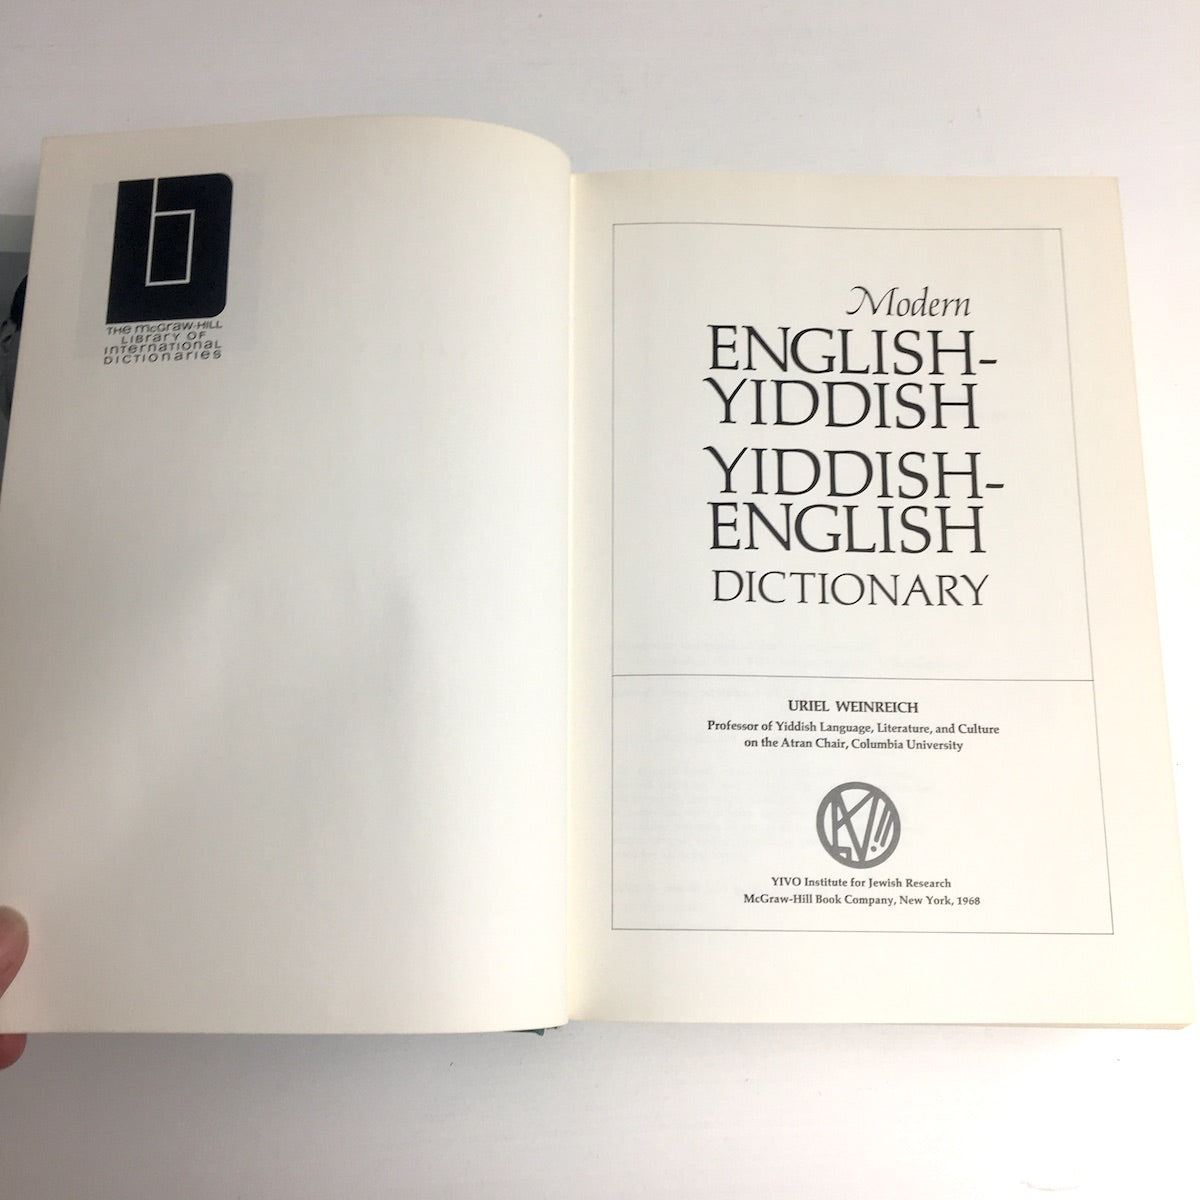 THE McGRAW-HILL
LIBRARY OF
INTERNATIONAL
DICTIONARIES
Modern
ENGLISH-
YIDDISH
YIDDISH-
ENGLISH
DICTIONARY
URIEL WEINREICH
Professor of Yiddish Language, Literature, and Culture
on the Atran Chair, Columbia University
YIVO Institute for Jewish Research
McGraw-Hill Book Company, New York, 1968